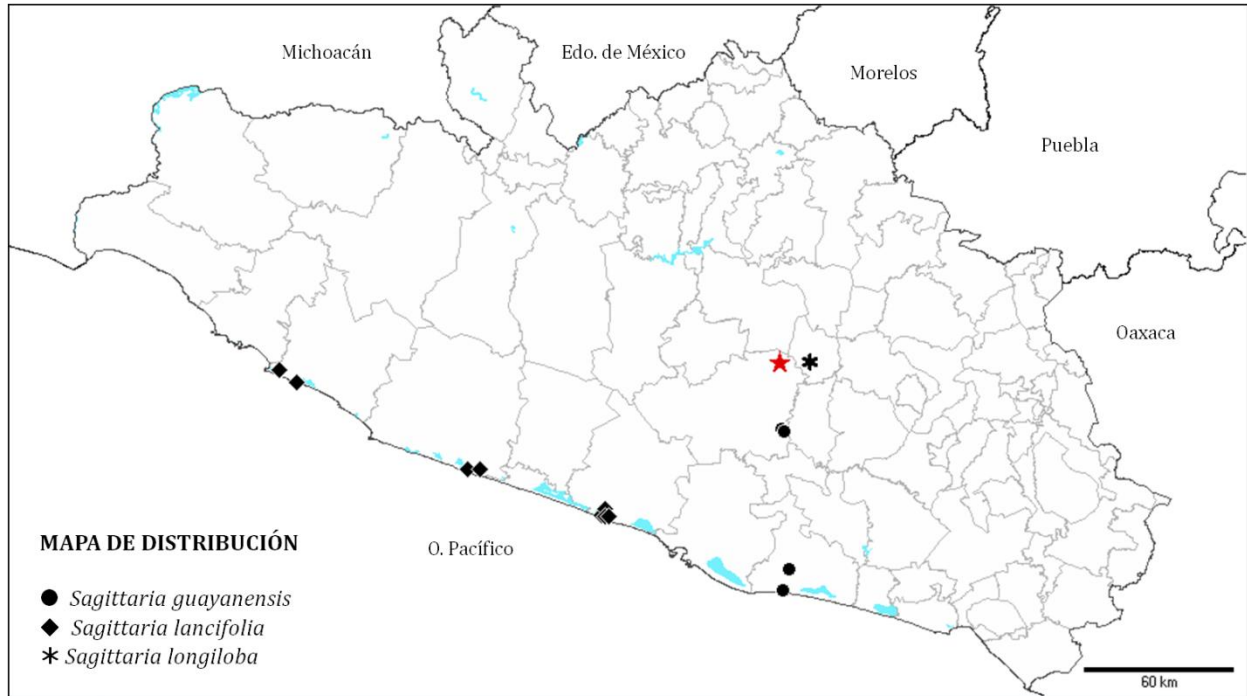 Michoacán
Edo. de México
Morelos
Puebla
Oaxaca
O. Pacífico
MAPA DE DISTRIBUCIÓN
Sagittaria guayanensis
Sagittaria lancifolia
Sagittaria longiloba
60 km